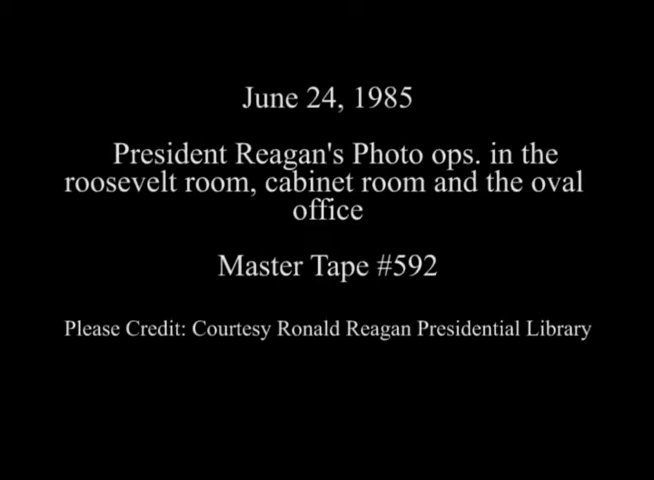 June 24, 1985
President Reagan's Photo ops. in the
roosevelt room, cabinet room and the oval
office
Master Tape #592
Please Credit: Courtesy Ronald Reagan Presidential Library